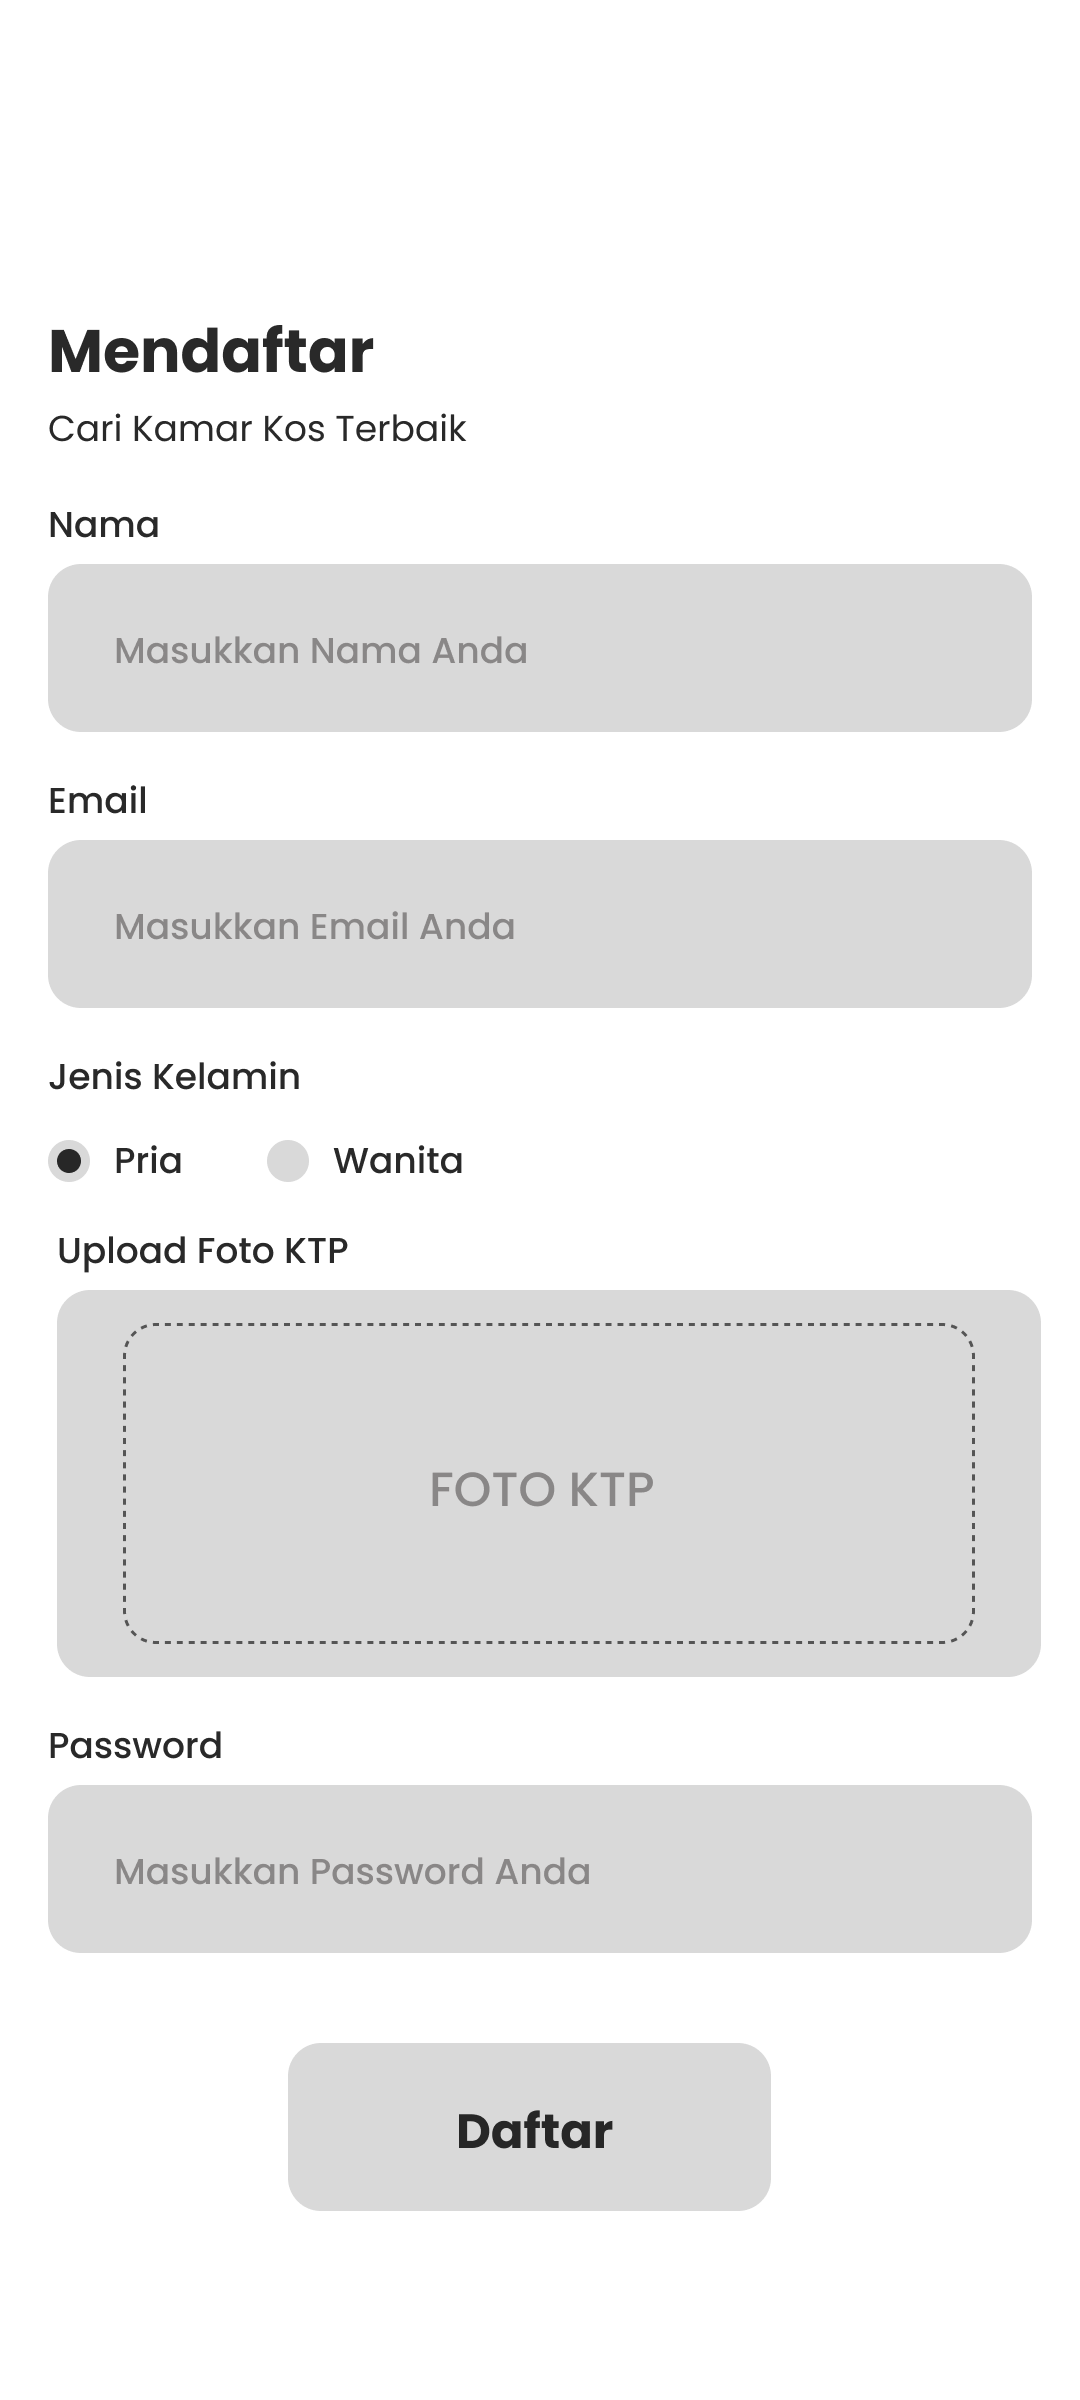 Mendaftar
Cari Kamar Kos Terbaik
Nama
Masukkan Nama Anda
Email
Masukkan Email Anda
Jenis Kelamin
Pria Wanita
Upload Foto KTP
FOTO KTP
Password
Masukkan Password Anda
Daftar